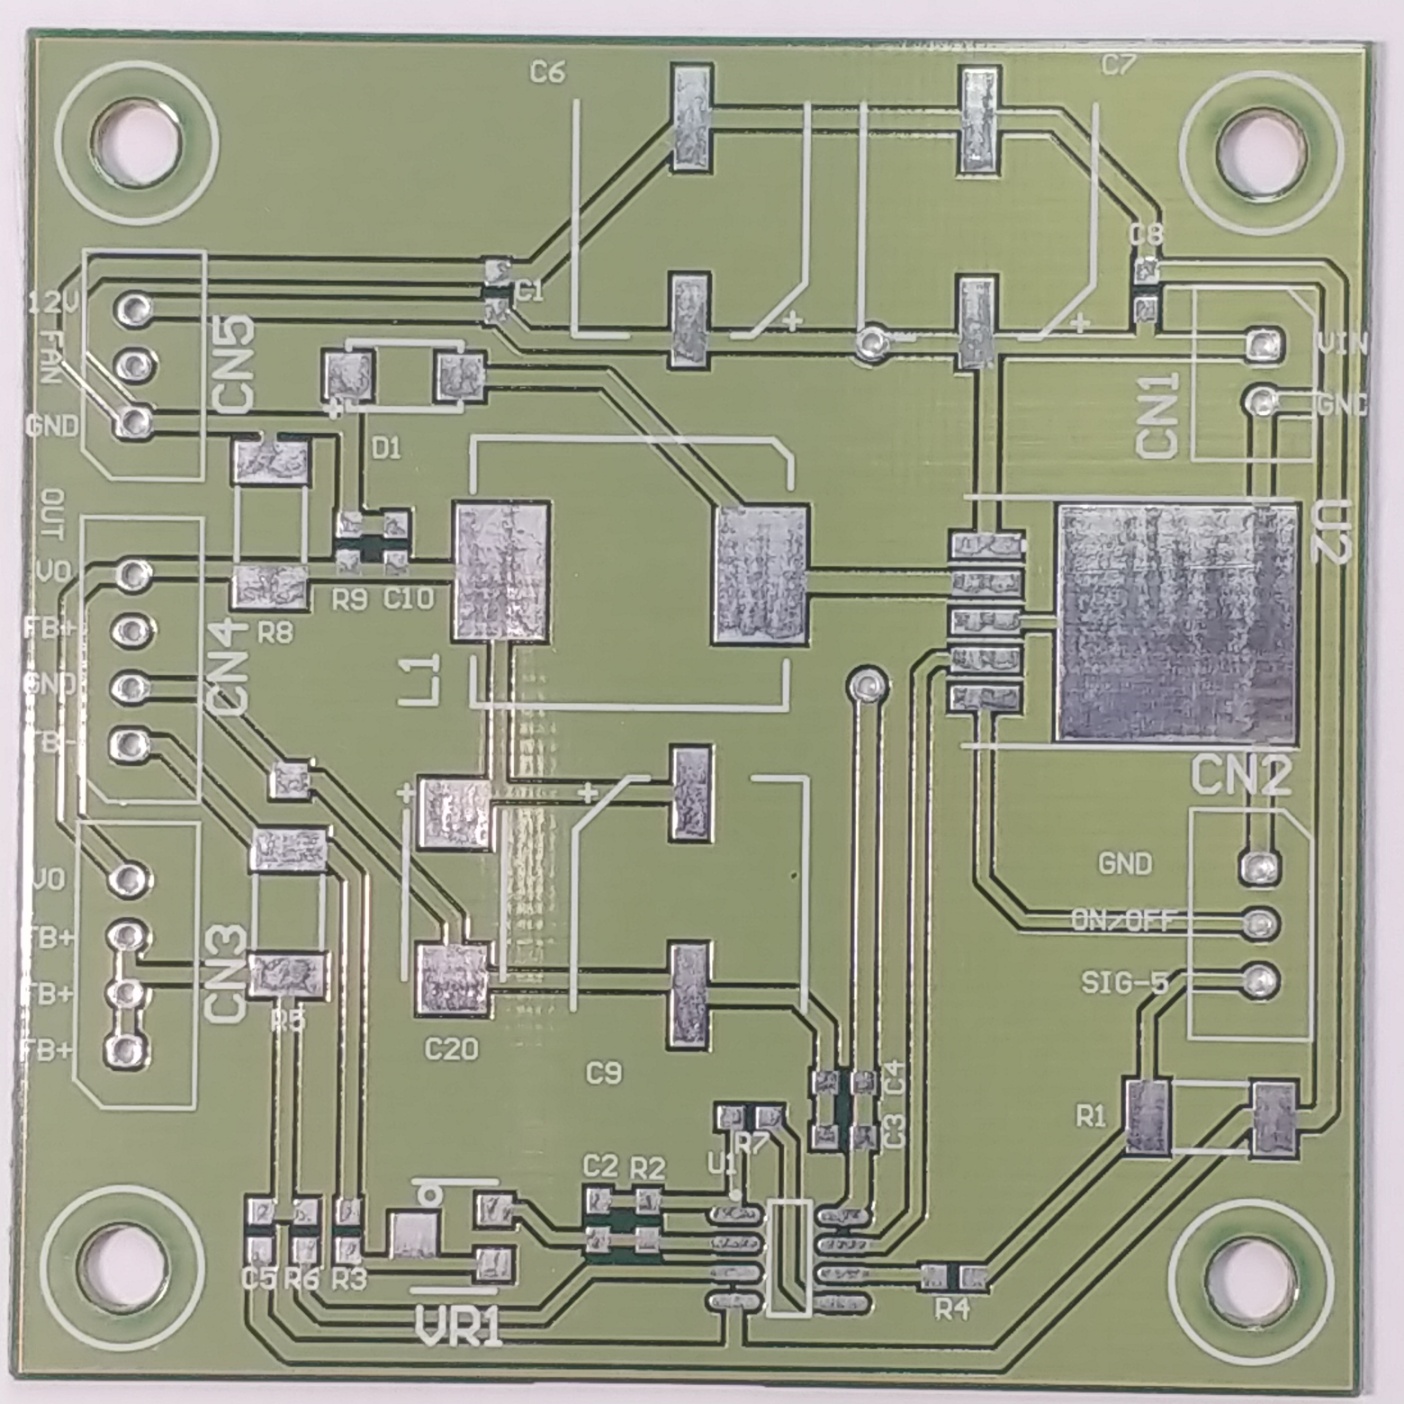 C6
C7
C8
12V
C1
+
+
FAN
CN5
VIN
CN1
GND
GND
+
D1
OUT
U2
VO
R9
C10
FB+
R8
CN4
GND
L1
FB-
CN2
+
+
GND
VO
ON/OFF
FB+
CN3
SIG-5
FB+
R5
C20
FB+
C9
C4
R1
C3
R7
U1
C2
R2
C5
R6
R3
R4
VR1